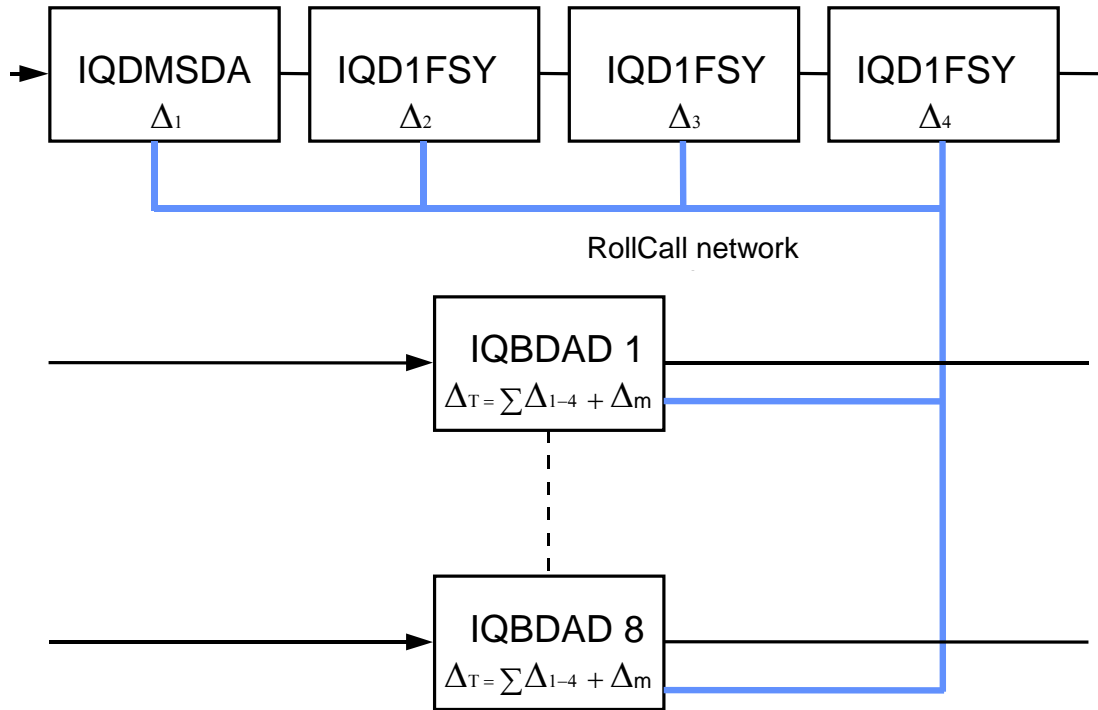 IQDMSDA IQD1FSY IQD1FSY IQD1FSY
Δ1 Δ2 Δ3 Δ4
RollCall network
IQBDAD 1
ΔT = ∑Δ1–4 + Δm
IQBDAD 8
ΔT = ∑Δ1–4 + Δm